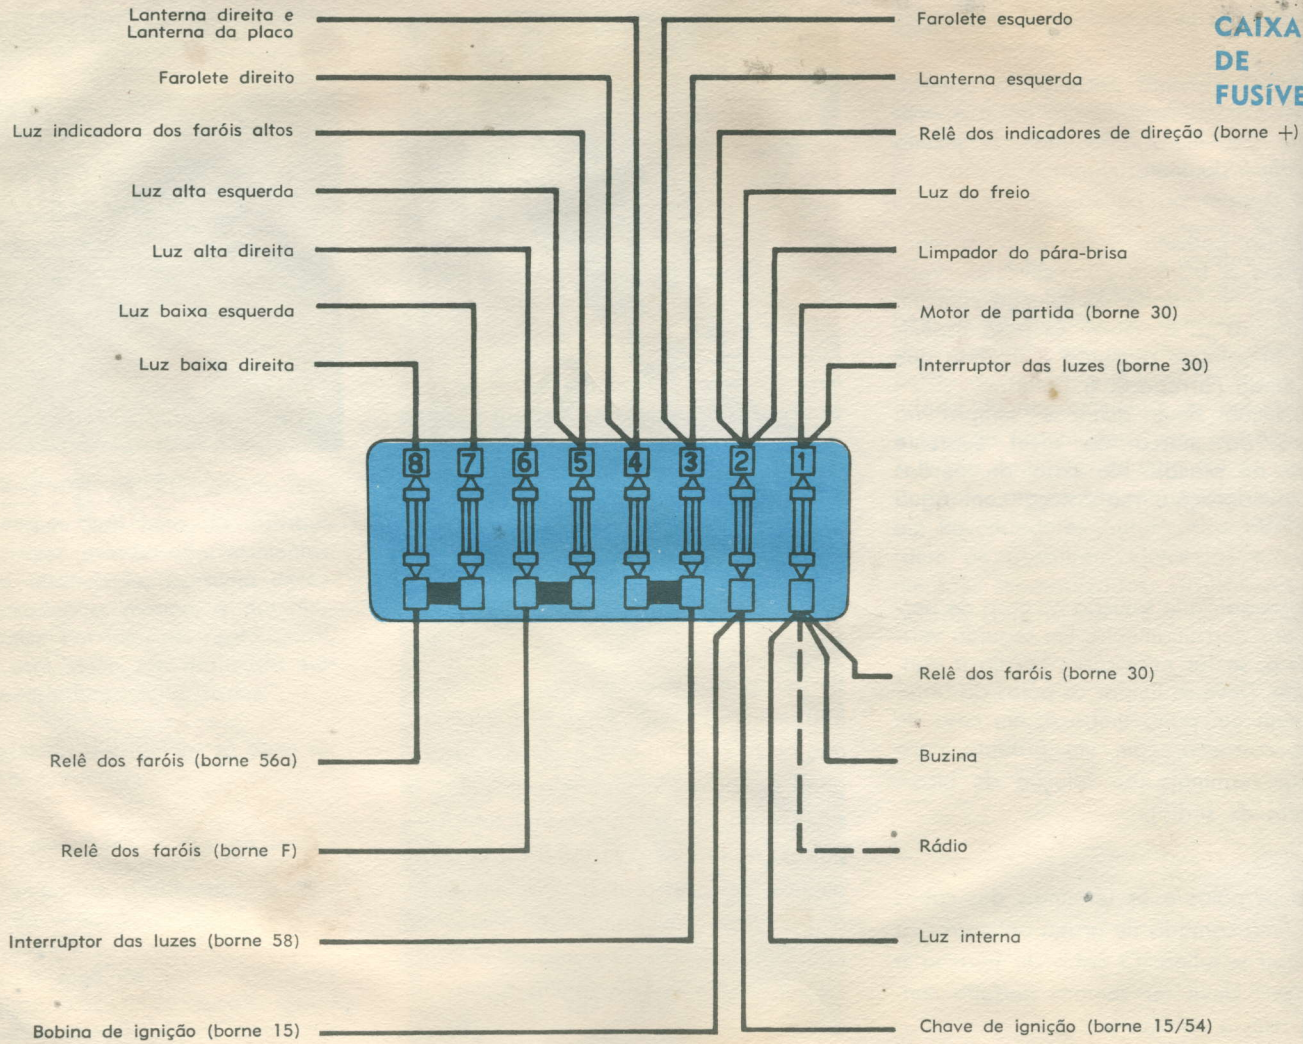 Lanterna direita e
Lanterna da placo
Farolete direito
Luz indicadora dos faróis altos
Luz alta esquerda
Luz alta direita
Luz baixa esquerda
Luz baixa direita
Farolete esquerdo
Lanterna esquerda
Relê dos indicadores de direção (borne +)
Luz do freio
Limpador do pára-brisa
Motor de partida (borne 30)
Interruptor das luzes (borne 30)
CAIXA
DE
FUSÍVE
8 7 6 5 4 3 2 1
Relê dos faróis (borne 56a)
Relê dos faróis (borne F)
Interruptor das luzes (borne 58)
Bobina de ignição (borne 15)
Relê dos faróis (borne 30)
Buzina
Rádio
Luz interna
Chave de ignição (borne 15/54)